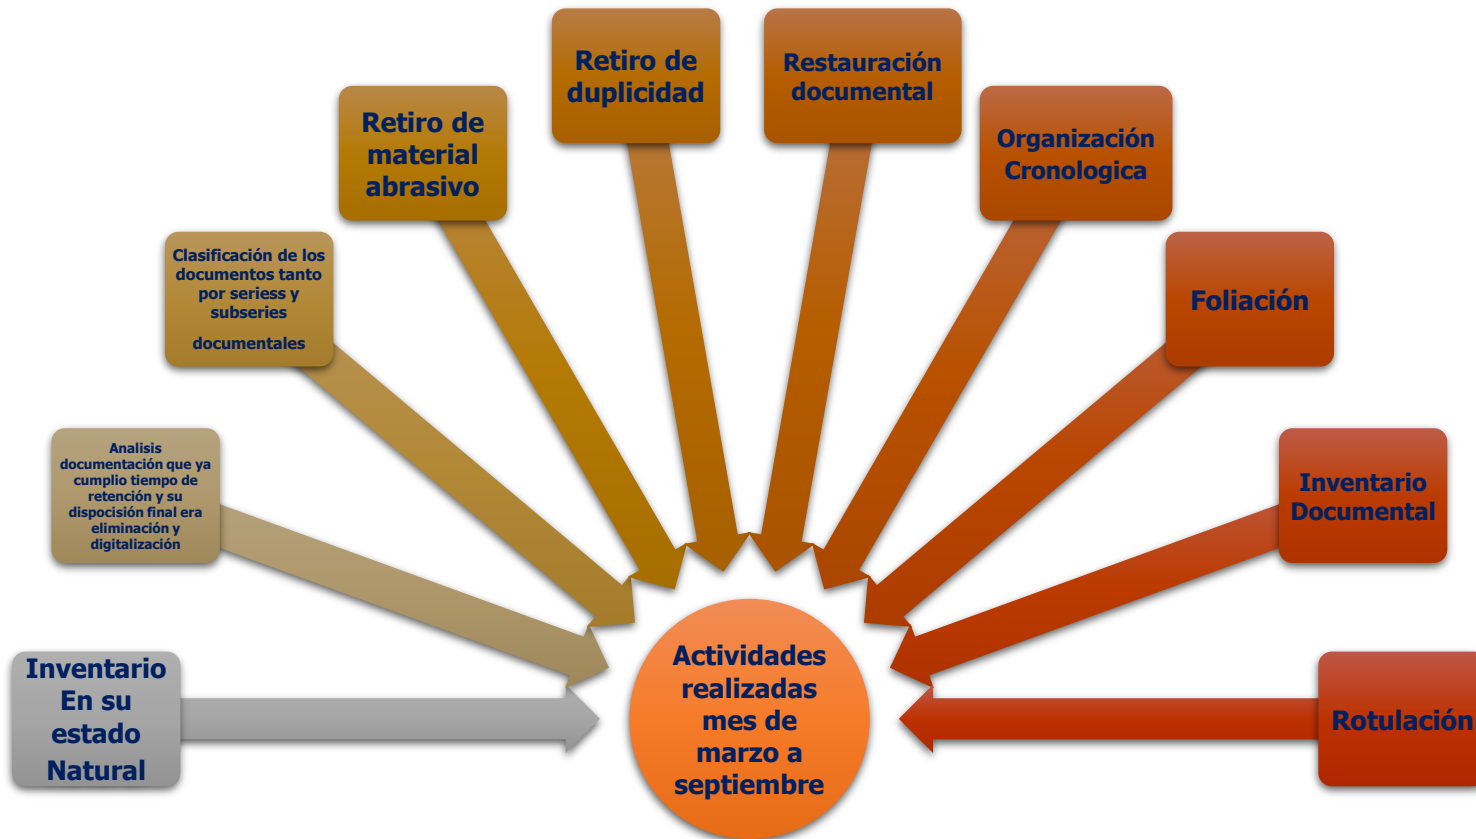 Inventario
En su
estado
Natural
Analisis
documentación que ya
cumplio tiempo de
retención y su
dispocisión final era
eliminación y
digitalización
Clasificación de los
documentos tanto
por seriess y
subseries
documentales
Retiro de
material
abrasivo
Retiro de
duplicidad
Restauración
documental
Organización
Cronologica
Foliación
Inventario
Documental
Rotulación
Actividades
realizadas
mes de
marzo a
septiembre